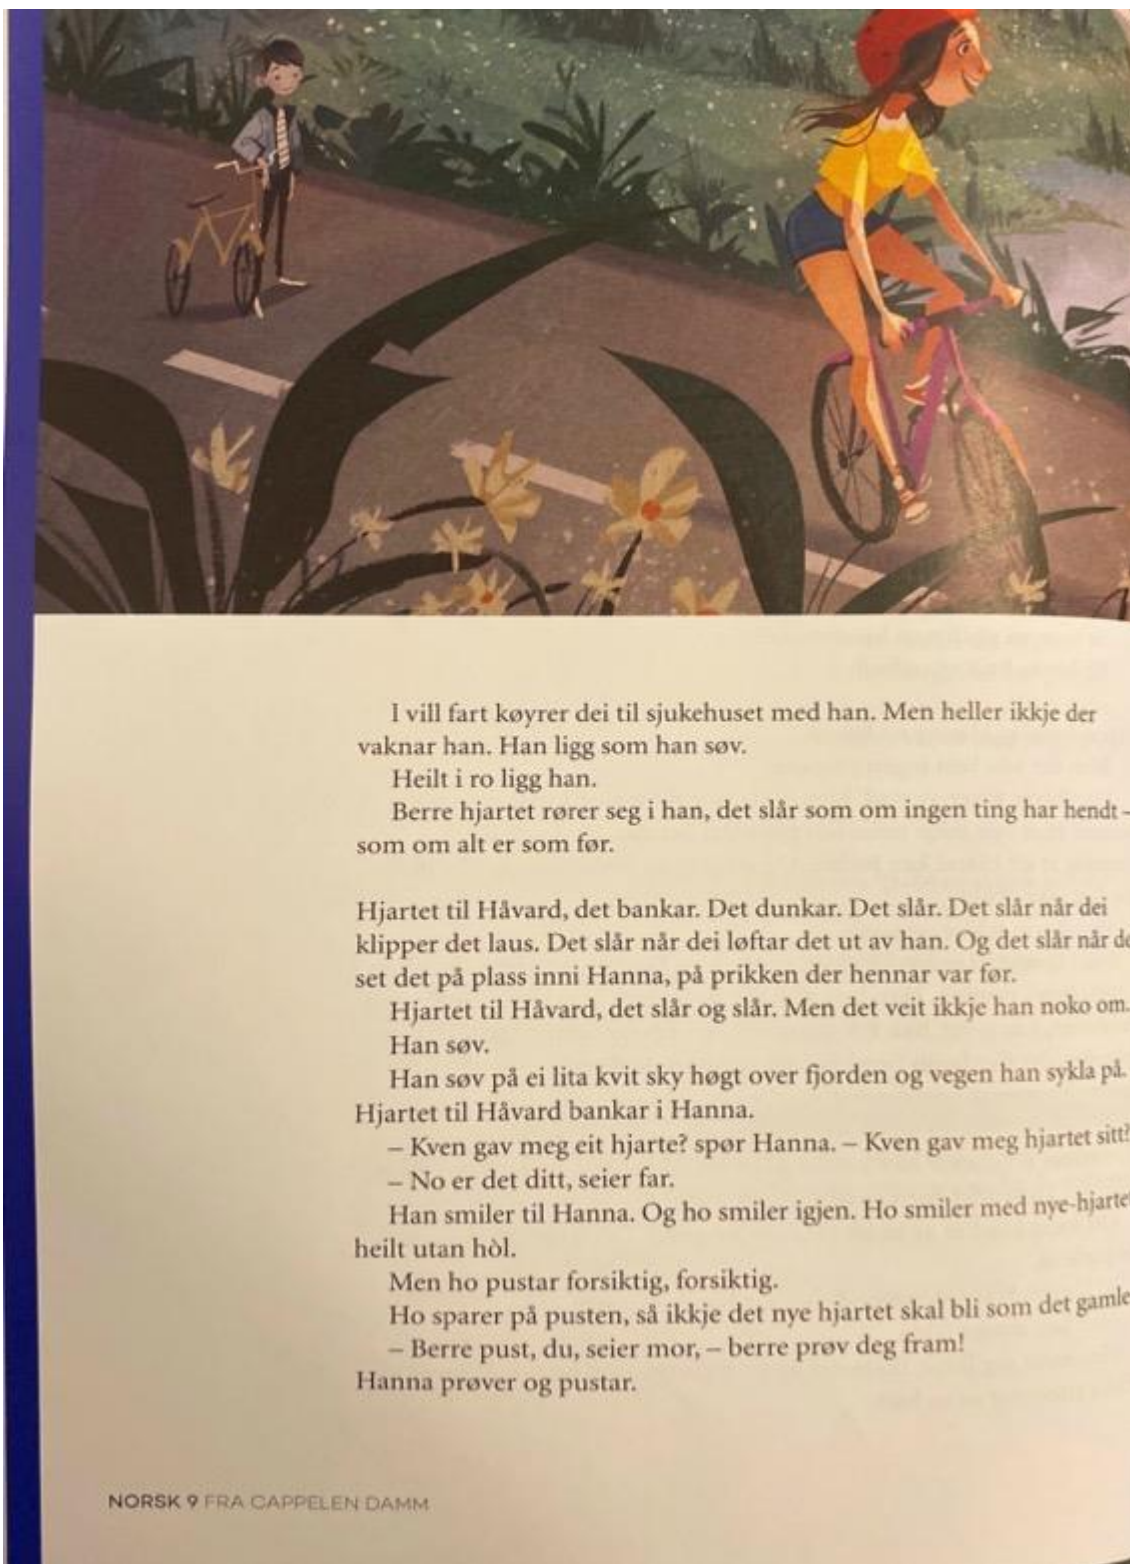 I vill fart køyrer dei til sjukehuset med han. Men heller ikkje der
vaknar han. Han ligg som han søv.
Heilt i ro ligg han.
Berre hjartet rører seg i han, det slår som om ingen ting har hendt –
som om alt er som før.
Hjartet til Håvard, det bankar. Det dunkar. Det slår. Det slår når dei
klipper det laus. Det slår når dei løftar det ut av han. Og det slår når
set det på plass inni Hanna, på prikken der hennar var før.
Hjartet til Håvard, det slår og slår. Men det veit ikkje han noko om.
Han søv.
Han søv på ei lita kvit sky høgt over fjorden og vegen han sykla på.
Hjartet til Håvard bankar i Hanna.
– Kven gav meg eit hjarte? spør Hanna. – Kven gav meg hjartet sitt?
– No er det ditt, seier far.
Han smiler til Hanna. Og ho smiler igjen. Ho smiler med nye-hjartet
heilt utan hòl.
Men ho pustar forsiktig, forsiktig.
Ho sparer på pusten, så ikkje det nye hjartet skal bli som det gamle
– Berre pust, du, seier mor, – berre prøv deg fram!
Hanna prøver og pustar.
NORSK 9 FRA CAPPELEN DAMM